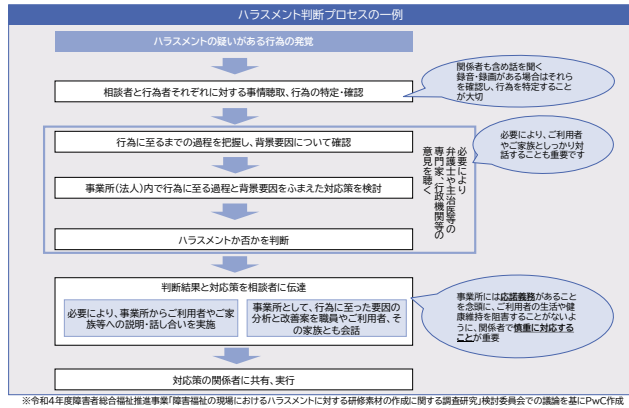 ハラスメント判断プロセスの一例
ハラスメントの疑いがある行為の発覚
相談者と行為者それぞれに対する事情聴取、行為の特定・確認
関係者も含め話を聞く
録音・録画がある場合はそれら
を確認し、行為を特定すること
が大切
行為に至るまでの過程を把握し、背景要因について確認
事業所(法人)内で行為に至る過程と背景要因をふまえた対応策を検討
ハラスメントか否かを判断
必要により
弁護士や主治医等の
専門家、行政機関等の
意見を聴く
必要により、ご利用者
やご家族としっかり対
話することも重要です
判断結果と対応策を相談者に伝達
必要により、事業所からご利用者やご家
族等への説明・話し合いを実施
事業所として、行為に至った要因の
分析と改善案を職員やご利用者、そ
の家族とも会話
事業所には応諾義務があること
を念頭に、ご利用者の生活や健
康維持を阻害することがないよ
うに、関係者で慎重に対応する
ことが重要
対応策の関係者に共有、実行
※令和4年度障害者総合福祉推進事業「障害福祉の現場におけるハラスメントに対する研修素材の作成に関する調査研究」検討委員会での議論を基にPwC作成